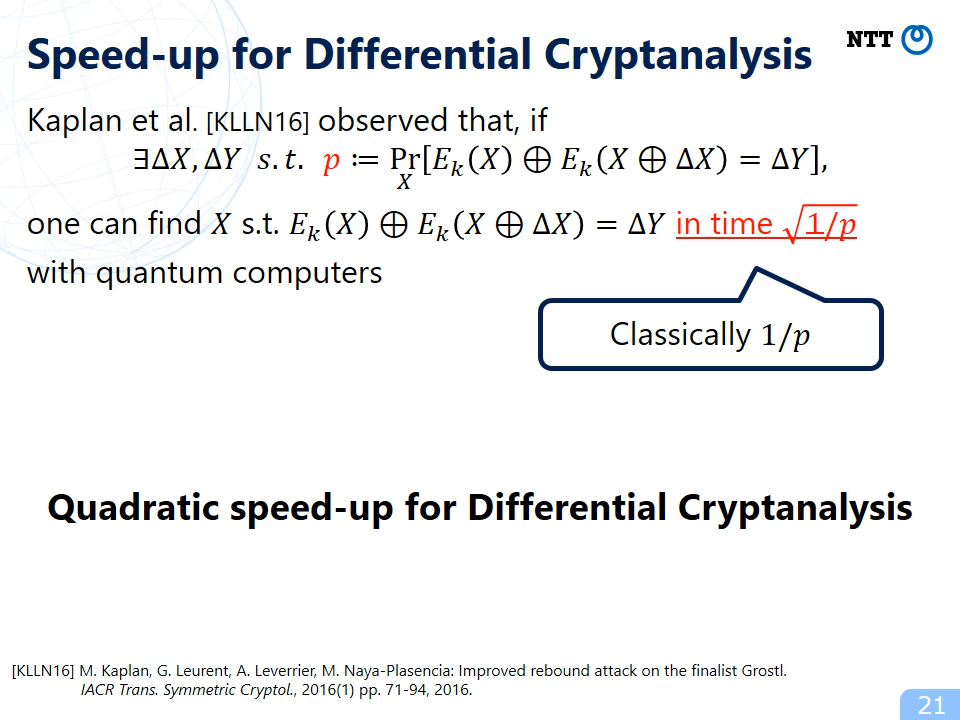 Speed-up for Differential Cryptanalysis
NTT
Kaplan et al. [KLLN16] observed that, if
∃ΔX, ΔY s.t. p ≔ Pr_X[E_k(X) ⊕ E_k(X ⊕ ΔX) = ΔY],
one can find X s.t. E_k(X) ⊕ E_k(X ⊕ ΔX) = ΔY in time √1/p
with quantum computers
Classically 1/p
Quadratic speed-up for Differential Cryptanalysis
[KLLN16] M. Kaplan, G. Leurent, A. Leverrier, M. Naya-Plasencia: Improved rebound attack on the finalist Grostl.
IACR Trans. Symmetric Cryptol., 2016(1) pp. 71-94, 2016.
21